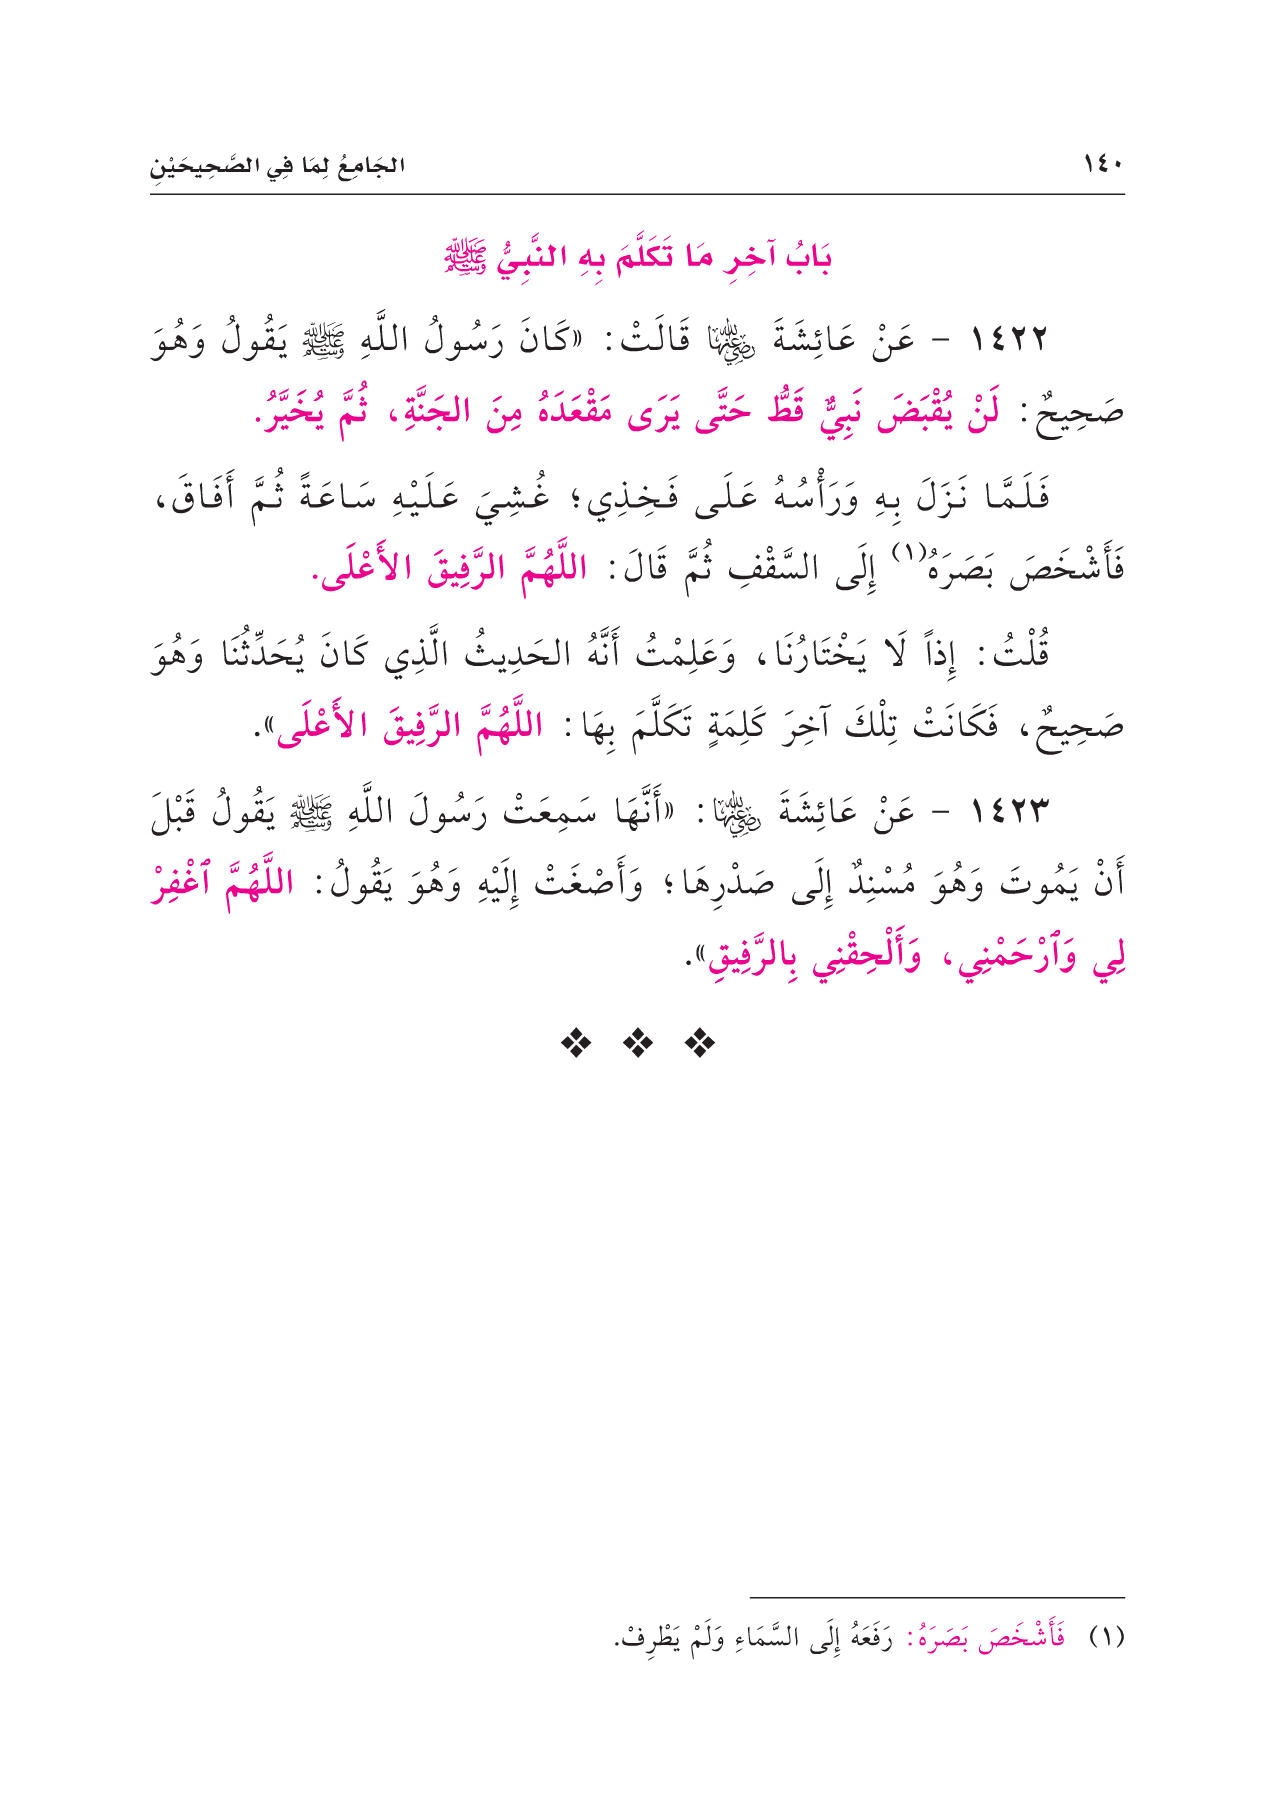 ١٤٠ الجَامِعُ لِمَا فِي الصَّحِيحَيْنِ
بَابُ آخِرِ مَا تَكَلَّمَ بِهِ النَّبِيُّ ﷺ
١٤٢٢ - عَنْ عَائِشَةَ رضي الله عنها قَالَتْ: «كَانَ رَسُولُ اللَّهِ ﷺ يَقُولُ وَهُوَ
صَحِيحٌ: لَنْ يُقْبَضَ نَبِيٌّ قَطُّ حَتَّى يَرَى مَقْعَدَهُ مِنَ الجَنَّةِ، ثُمَّ يُخَيَّرُ.
فَلَمَّا نَزَلَ بِهِ وَرَأْسُهُ عَلَى فَخِذِي؛ غُشِيَ عَلَيْهِ سَاعَةً ثُمَّ أَفَاقَ،
فَأَشْخَصَ بَصَرَهُ(١) إِلَى السَّقْفِ ثُمَّ قَالَ: اللَّهُمَّ الرَّفِيقَ الأَعْلَى.
قُلْتُ: إِذاً لَا يَخْتَارُنَا، وَعَلِمْتُ أَنَّهُ الحَدِيثُ الَّذِي كَانَ يُحَدِّثُنَا وَهُوَ
صَحِيحٌ، فَكَانَتْ تِلْكَ آخِرَ كَلِمَةٍ تَكَلَّمَ بِهَا: اللَّهُمَّ الرَّفِيقَ الأَعْلَى».
١٤٢٣ - عَنْ عَائِشَةَ رضي الله عنها: «أَنَّهَا سَمِعَتْ رَسُولَ اللَّهِ ﷺ يَقُولُ قَبْلَ
أَنْ يَمُوتَ وَهُوَ مُسْنِدٌ إِلَى صَدْرِهَا؛ وَأَصْغَتْ إِلَيْهِ وَهُوَ يَقُولُ: اللَّهُمَّ ٱغْفِرْ
لِي وَٱرْحَمْنِي، وَأَلْحِقْنِي بِالرَّفِيقِ».
(١) فَأَشْخَصَ بَصَرَهُ: رَفَعَهُ إِلَى السَّمَاءِ وَلَمْ يَطْرِفْ.